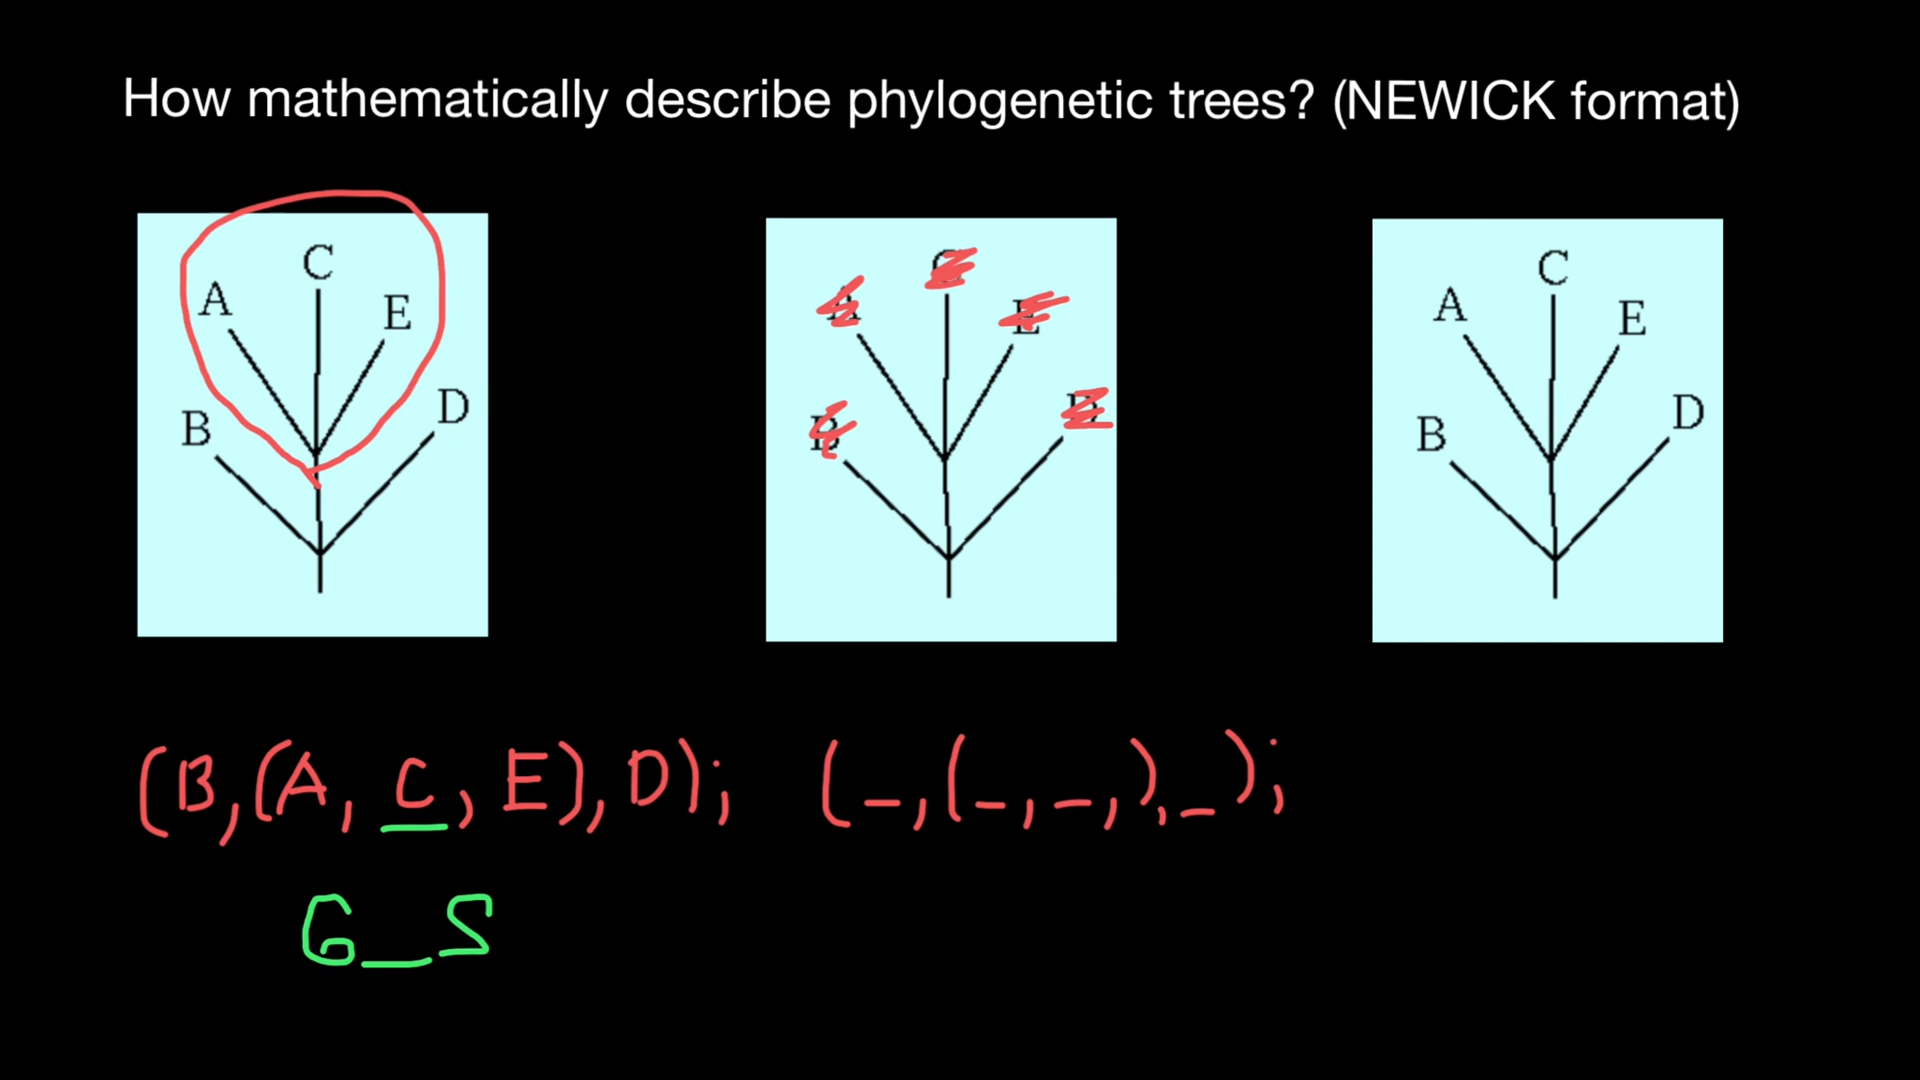 How mathematically describe phylogenetic trees? (NEWICK format)
C
A
E
B
D
C
A
E
B
D
C
A
E
B
D
(B,(A, C, E), D); (_,(_,_,),_);
G_S